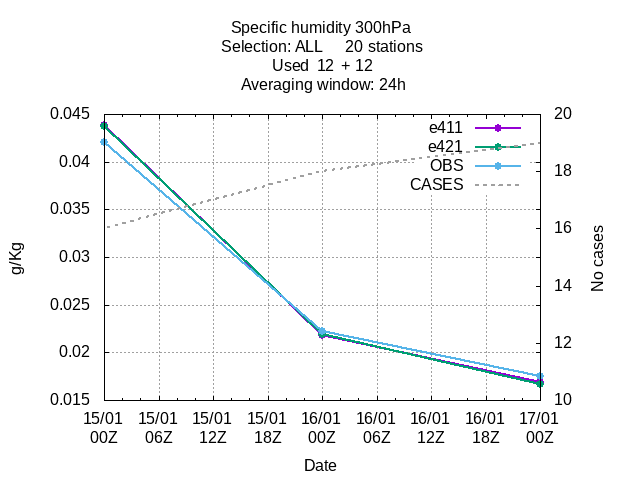 Specific humidity 300hPa
Selection: ALL     20 stations
Used  12  + 12
Averaging window: 24h
0.045
0.04
0.035
0.03
0.025
0.02
0.015
g/Kg
20
18
16
14
12
10
No cases
e411
e421
OBS
CASES
15/01 15/01 15/01 15/01 16/01 16/01 16/01 16/01 17/01
00Z 06Z 12Z 18Z 00Z 06Z 12Z 18Z 00Z
Date